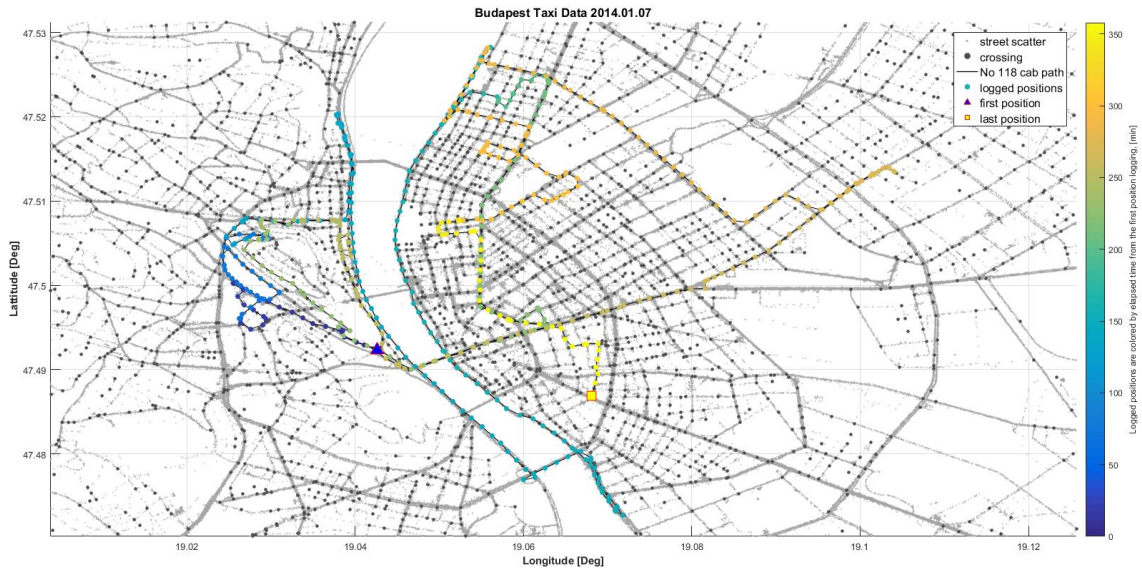 Budapest Taxi Data 2014.01.07
47.53
47.52
47.51
47.5
47.49
47.48
Lattitude [Deg]
19.02
19.04
19.06
19.08
19.1
19.12
Longitude [Deg]
street scatter
crossing
No 118 cab path
logged positions
first position
last position
350
300
250
200
150
100
50
0
Logged positions are colored by elapsed time from the first position logging, [min]